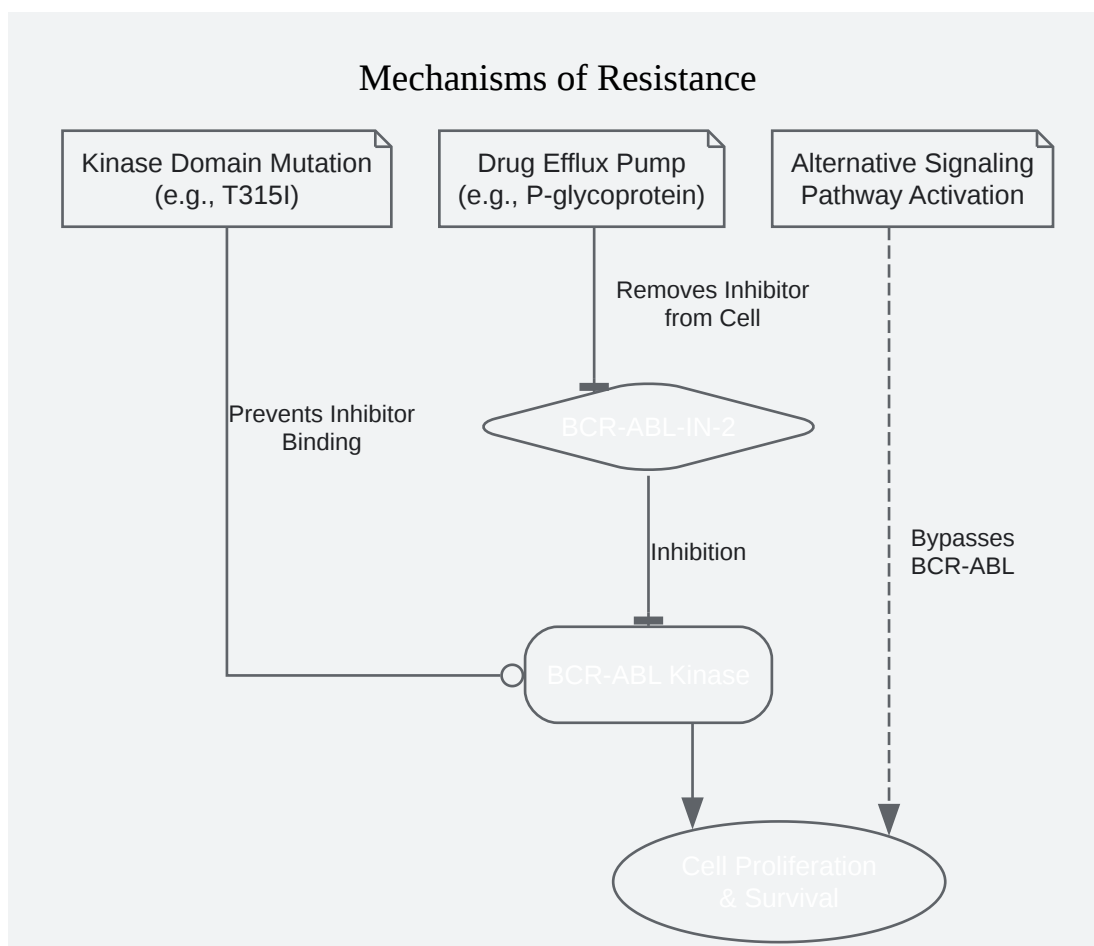 Mechanisms of Resistance
Kinase Domain Mutation
(e.g., T315I)
Drug Efflux Pump
(e.g., P-glycoprotein)
Alternative Signaling
Pathway Activation
Removes Inhibitor
from Cell
Prevents Inhibitor
Binding
BCR-ABL-IN-2
Inhibition
Bypasses
BCR-ABL
BCR-ABL Kinase
Cell Proliferation
& Survival